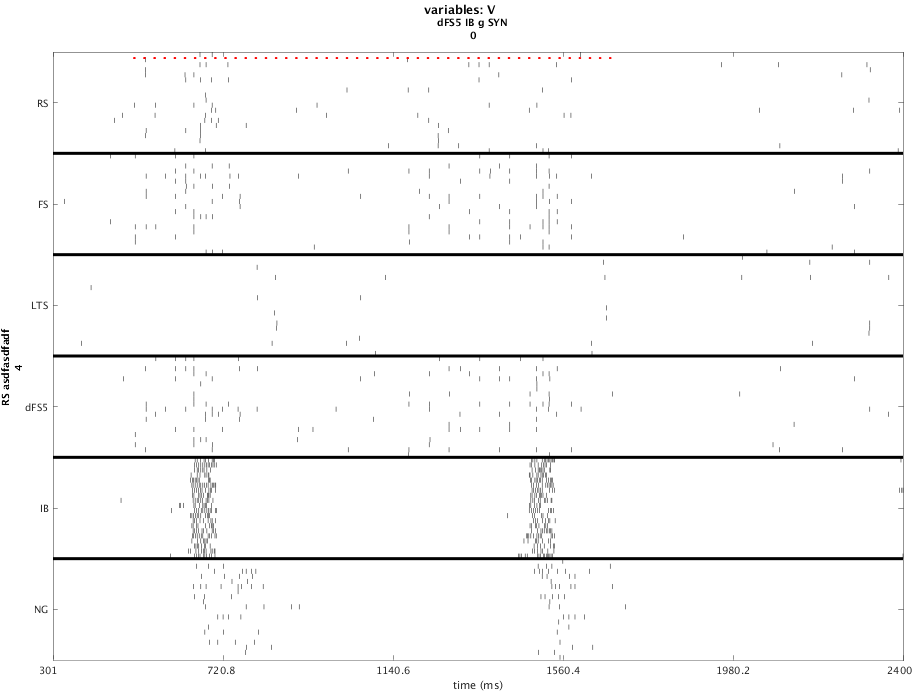 variables: V
dFS5 IB g SYN
0
RS asdfasdfadf
4
RS
FS
LTS
dFS5
IB
NG
301
720.8
1140.6
1560.4
1980.2
2400
time (ms)